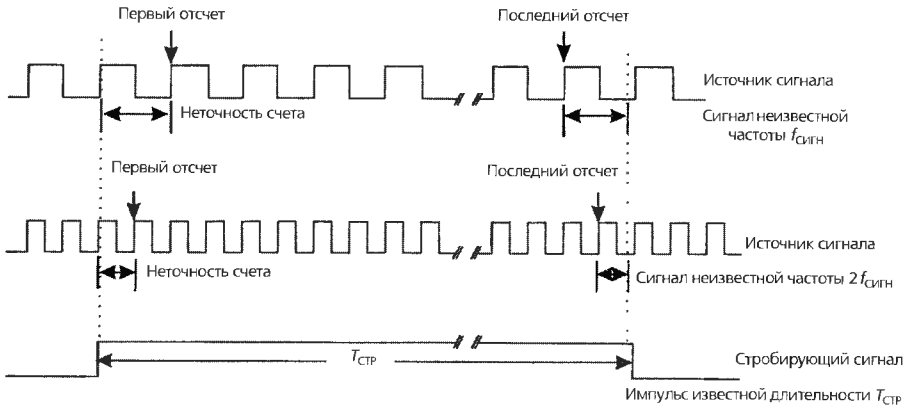 Первый отсчет
Последний отсчет
Источник сигнала
Неточность счета
Сигнал неизвестной
частоты fСИГН
Первый отсчет
Последний отсчет
Источник сигнала
Неточность счета
Сигнал неизвестной частоты 2fСИГН
TСТР
Стробирующий сигнал
Импульс известной длительности TСТР